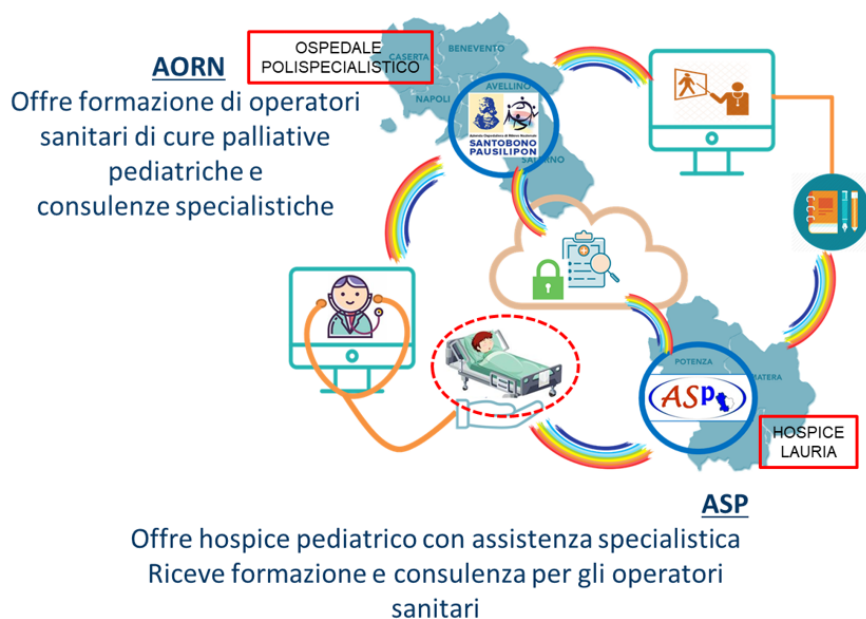 OSPEDALE
POLISPECIALISTICO
CASERTA
BENEVENTO
AVELLINO
NAPOLI
AORN
Offre formazione di operatori
sanitari di cure palliative
pediatriche e
consulenze specialistiche
SANTOBONO
PAUSILIPON
POTENZA
ASP
HOSPICE
LAURIA
ASP
Offre hospice pediatrico con assistenza specialistica
Riceve formazione e consulenza per gli operatori
sanitari